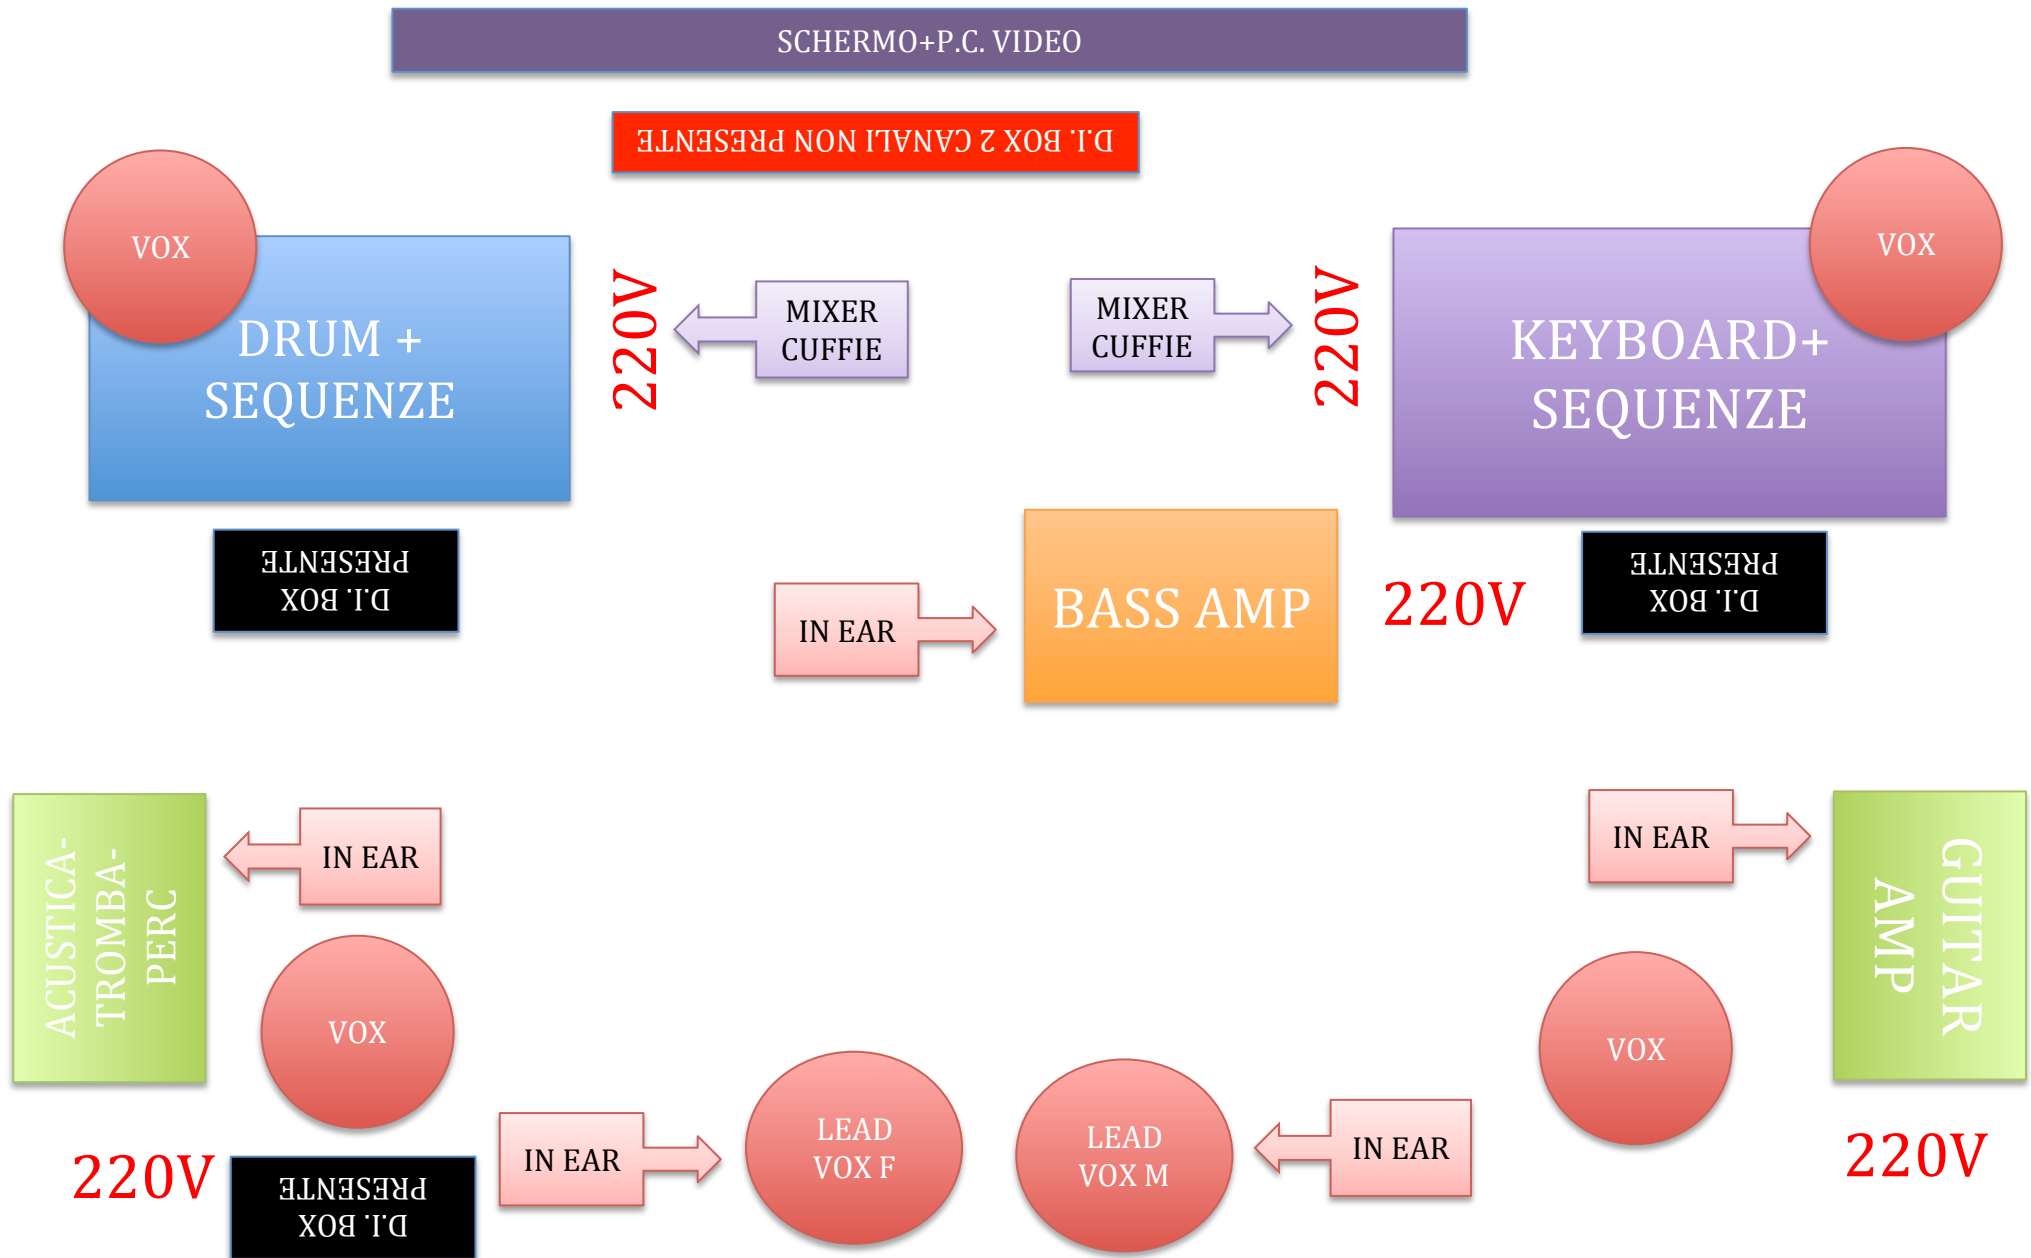 SCHERMO+P.C. VIDEO
D.I. BOX 2 CANALI NON PRESENTE
VOX
VOX
DRUM +
SEQUENZE
220V
MIXER
CUFFIE
MIXER
CUFFIE
220V
KEYBOARD+
SEQUENZE
D.I. BOX
PRESENTE
IN EAR
BASS AMP
220V
D.I. BOX
PRESENTE
ACUSTICA-
TROMBA-
PERC
IN EAR
VOX
IN EAR
GUITAR
AMP
VOX
220V
D.I. BOX
PRESENTE
IN EAR
LEAD
VOX F
LEAD
VOX M
IN EAR
220V